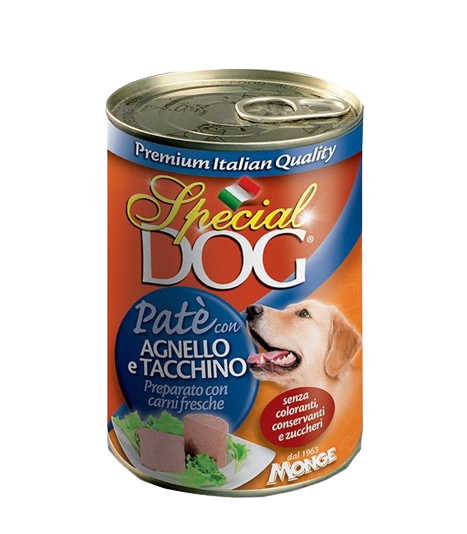 Premium Italian Quality
Special
DOG®
Patè con
AGNELLO
e TACCHINO
Preparato con
carni fresche
senza
coloranti,
conservanti
e zuccheri
dal 1963
MONGE